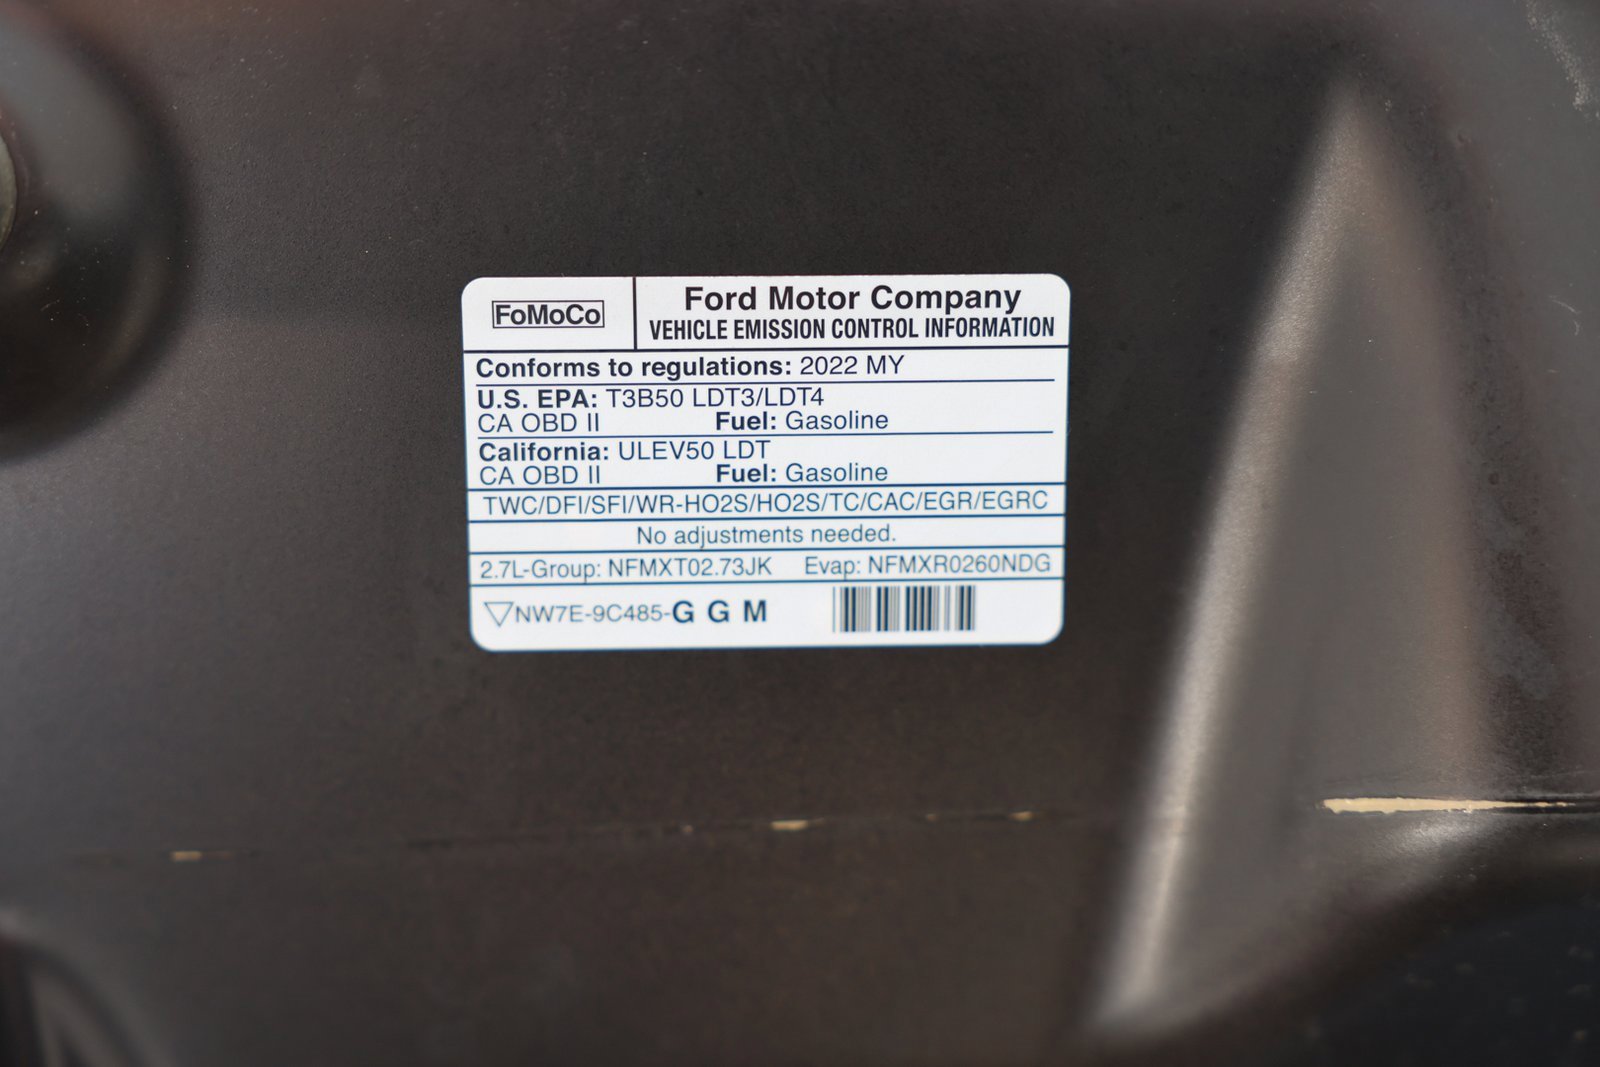 FoMoCo
Ford Motor Company
VEHICLE EMISSION CONTROL INFORMATION
Conforms to regulations: 2022 MY
U.S. EPA: T3B50 LDT3/LDT4
CA OBD II Fuel: Gasoline
California: ULEV50 LDT
CA OBD II Fuel: Gasoline
TWC/DFI/SFI/WR-HO2S/HO2S/TC/CAC/EGR/EGRC
No adjustments needed.
2.7L-Group: NFMXT02.73JK Evap: NFMXR0260NDG
▽NW7E-9C485-G G M